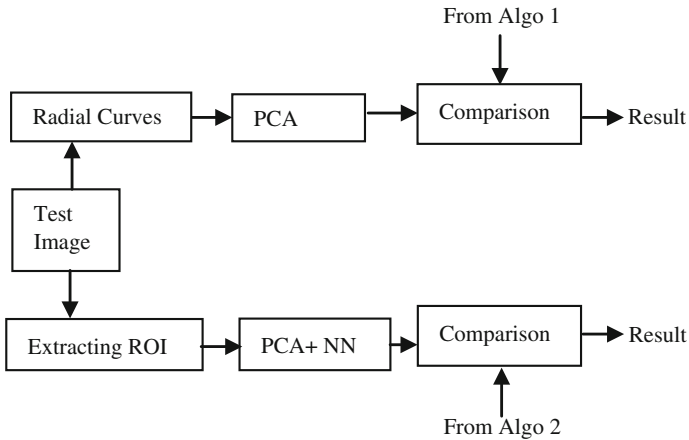 From Algo 1
Radial Curves
PCA
Comparison
Result
Test
Image
Extracting ROI
PCA+ NN
Comparison
Result
From Algo 2